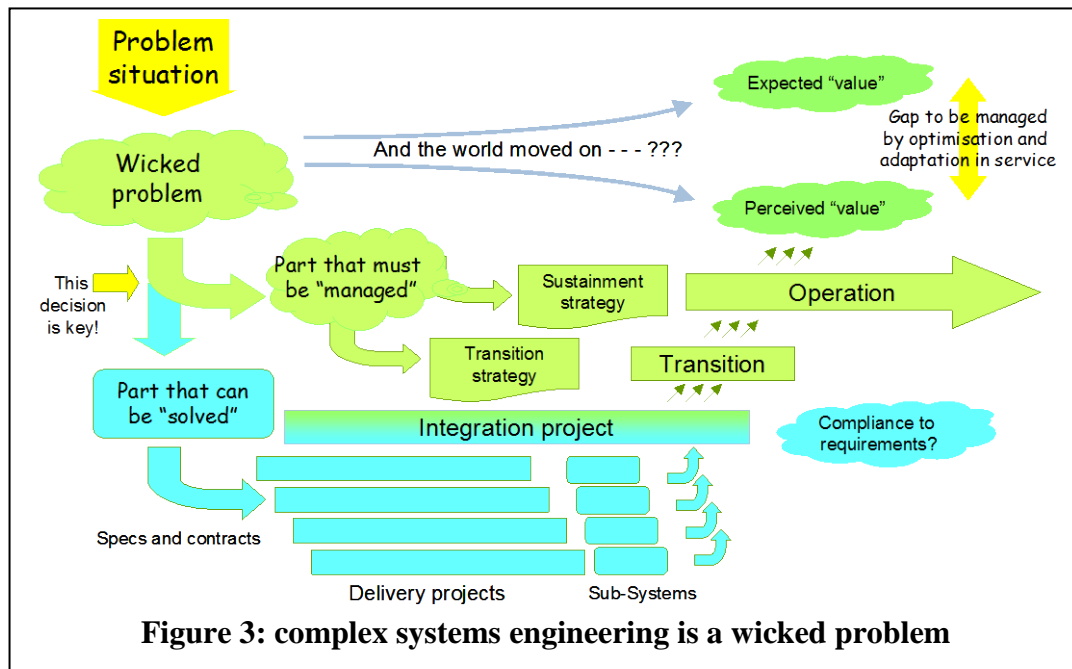 Problem
situation
Wicked
problem
And the world moved on - - - ???
Expected "value"
Gap to be managed
by optimisation and
adaptation in service
Perceived "value"
This
decision
is key!
Part that must
be "managed"
Sustainment
strategy
Operation
Transition
strategy
Transition
Part that can
be "solved"
Integration project
Compliance to
requirements?
Specs and contracts
Delivery projects
Sub-Systems
Figure 3: complex systems engineering is a wicked problem